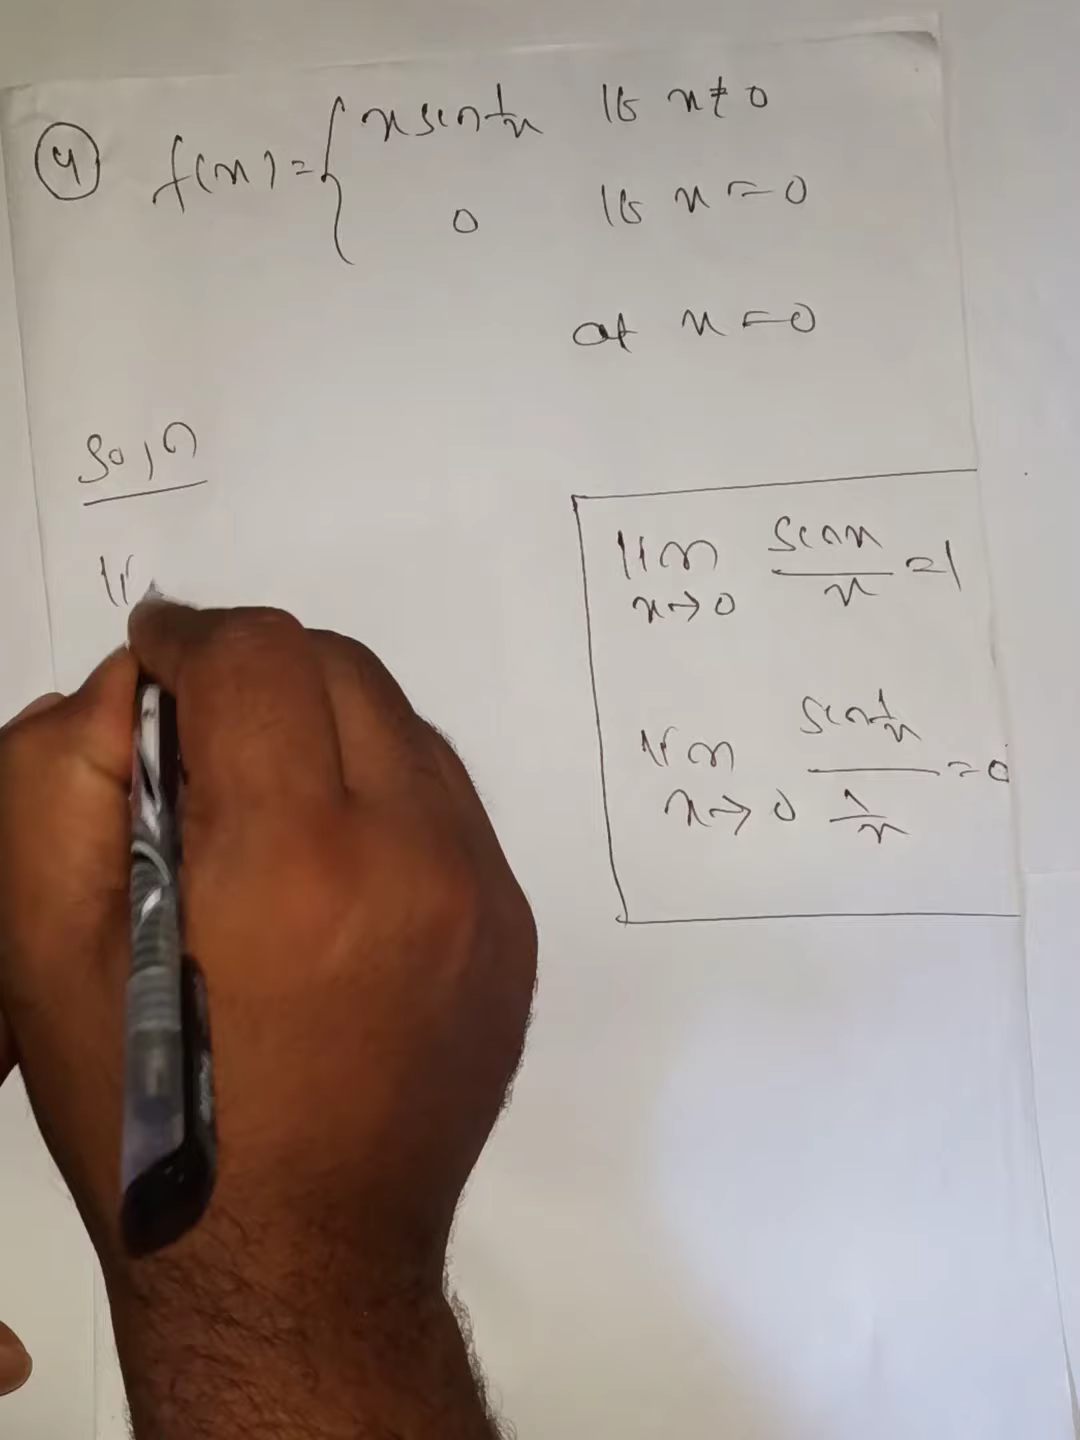 4 f(x) = { x sin 1/x if x ≠ 0
0 if x = 0
at x = 0
Soln
li
lim x→0 sin x / x = 1
lim x→0 sin 1/x / 1/x = 0